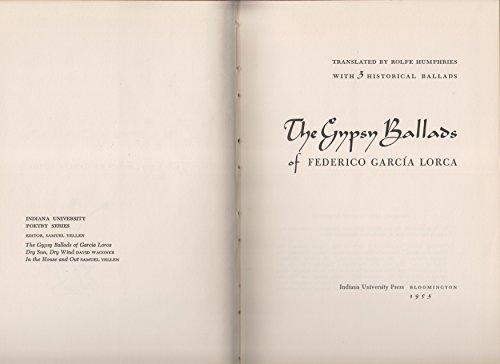 INDIANA UNIVERSITY
POETRY SERIES
EDITOR, SAMUEL YELLEN
The Gypsy Ballads of García Lorca
Dry Sun, Dry Wind DAVID WAGONER
In the House and Out SAMUEL YELLEN
TRANSLATED BY ROLFE HUMPHRIES
WITH 3 HISTORICAL BALLADS
The Gypsy Ballads
of FEDERICO GARCÍA LORCA
Indiana University Press BLOOMINGTON
1953